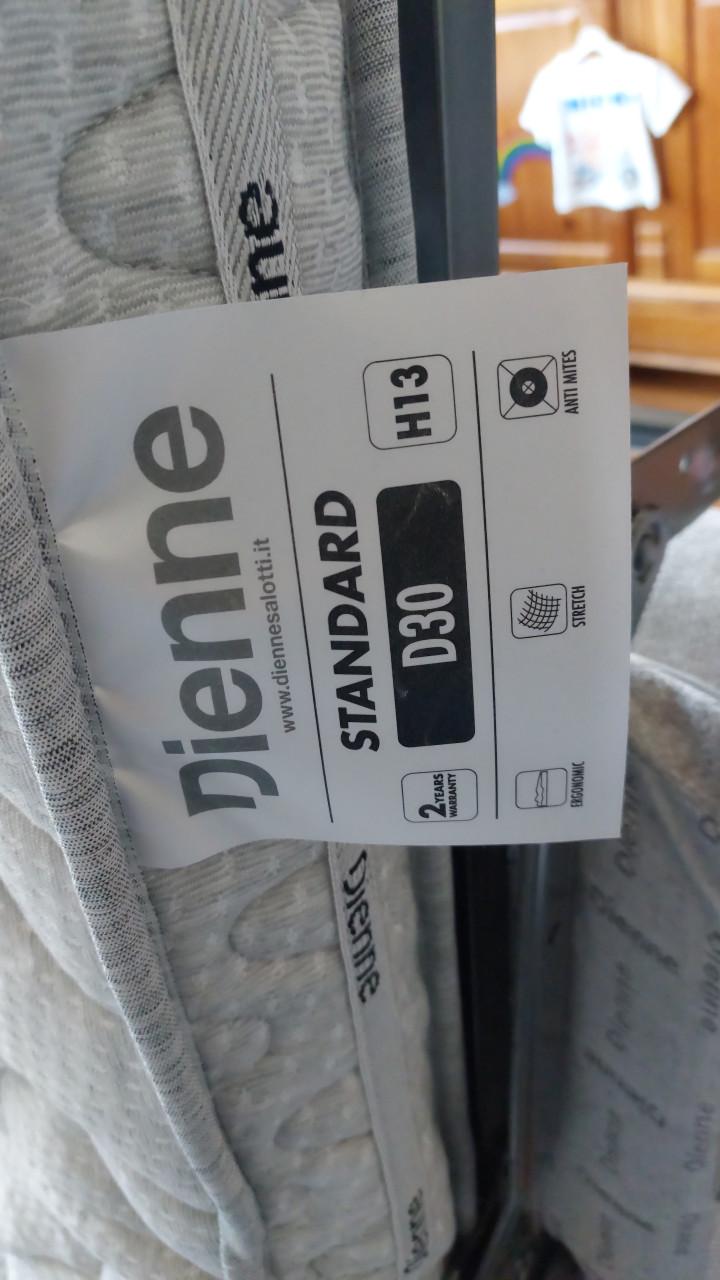 Dienne
www.diennesalotti.it
STANDARD
2 YEARS
WARRANTY
D30
H13
ERGONOMIC
STRETCH
ANTI MITES
Dienne
Dienne